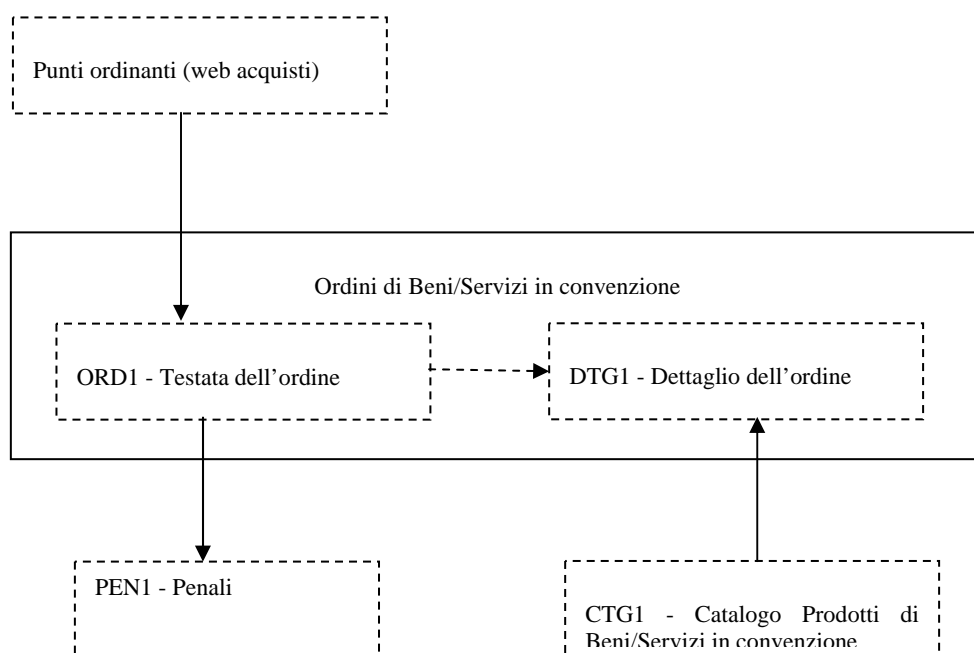 Punti ordinanti (web acquisti)
Ordini di Beni/Servizi in convenzione
ORD1 - Testata dell’ordine
DTG1 - Dettaglio dell’ordine
PEN1 - Penali
CTG1 - Catalogo Prodotti di
Beni/Servizi in convenzione